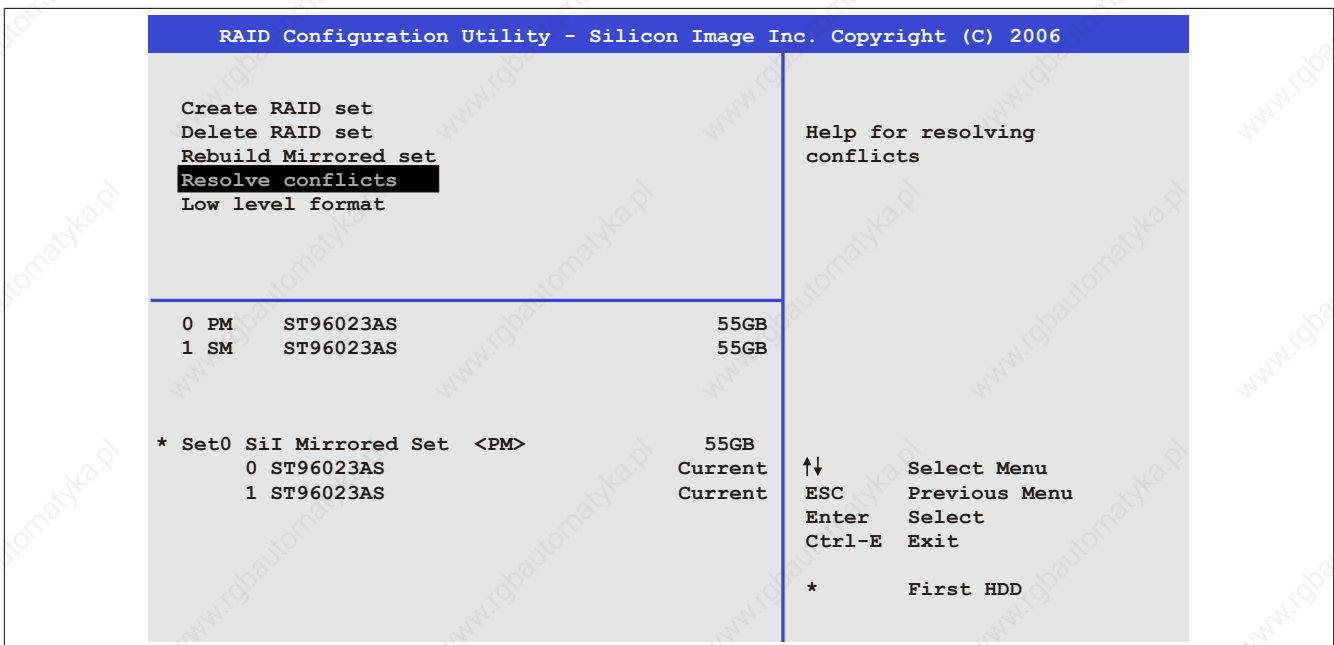 RAID Configuration Utility - Silicon Image Inc. Copyright (C) 2006
Create RAID set
Delete RAID set
Rebuild Mirrored set
Resolve conflicts
Low level format
Help for resolving
conflicts
0 PM ST96023AS 55GB
1 SM ST96023AS 55GB
* Set0 SiI Mirrored Set <PM> 55GB
0 ST96023AS Current
1 ST96023AS Current
↑↓ Select Menu
ESC Previous Menu
Enter Select
Ctrl-E Exit
* First HDD
www.rgbautomatyka.pl